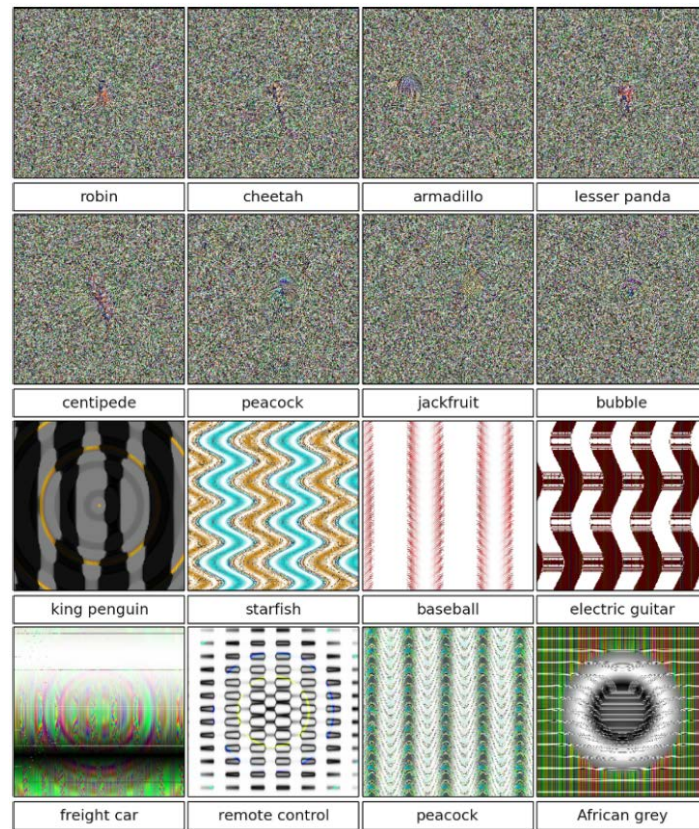 robin cheetah armadillo lesser panda
centipede peacock jackfruit bubble
king penguin starfish baseball electric guitar
freight car remote control peacock African grey